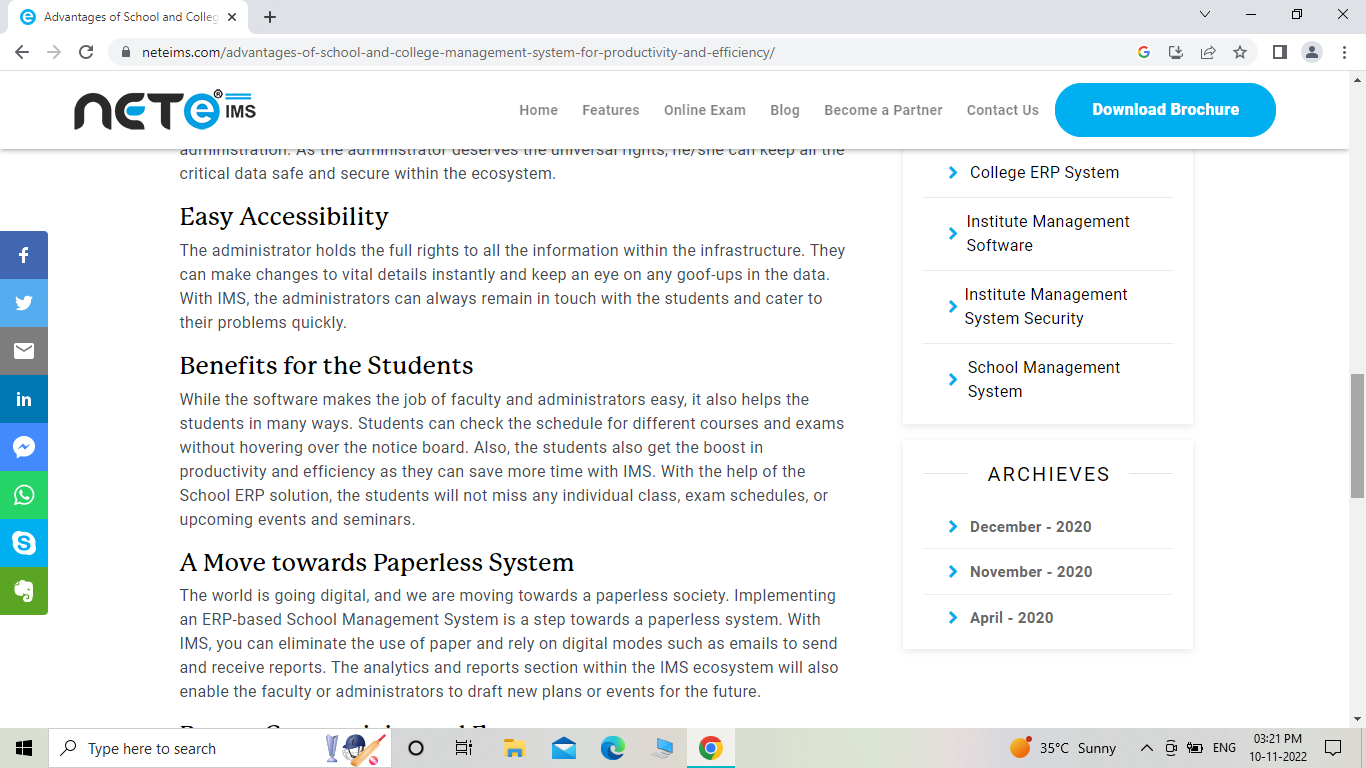 Advantages of School and Colleg
neteims.com/advantages-of-school-and-college-management-system-for-productivity-and-efficiency/
NETe® IMS
Home Features Online Exam Blog Become a Partner Contact Us Download Brochure
administration. As the administrator deserves the universal rights, he/she can keep all the
critical data safe and secure within the ecosystem.
Easy Accessibility
The administrator holds the full rights to all the information within the infrastructure. They
can make changes to vital details instantly and keep an eye on any goof-ups in the data.
With IMS, the administrators can always remain in touch with the students and cater to
their problems quickly.
Benefits for the Students
While the software makes the job of faculty and administrators easy, it also helps the
students in many ways. Students can check the schedule for different courses and exams
without hovering over the notice board. Also, the students also get the boost in
productivity and efficiency as they can save more time with IMS. With the help of the
School ERP solution, the students will not miss any individual class, exam schedules, or
upcoming events and seminars.
A Move towards Paperless System
The world is going digital, and we are moving towards a paperless society. Implementing
an ERP-based School Management System is a step towards a paperless system. With
IMS, you can eliminate the use of paper and rely on digital modes such as emails to send
and receive reports. The analytics and reports section within the IMS ecosystem will also
enable the faculty or administrators to draft new plans or events for the future.
College ERP System
Institute Management
Software
Institute Management
System Security
School Management
System
ARCHIEVES
December - 2020
November - 2020
April - 2020
Type here to search
35°C Sunny
ENG
03:21 PM
10-11-2022